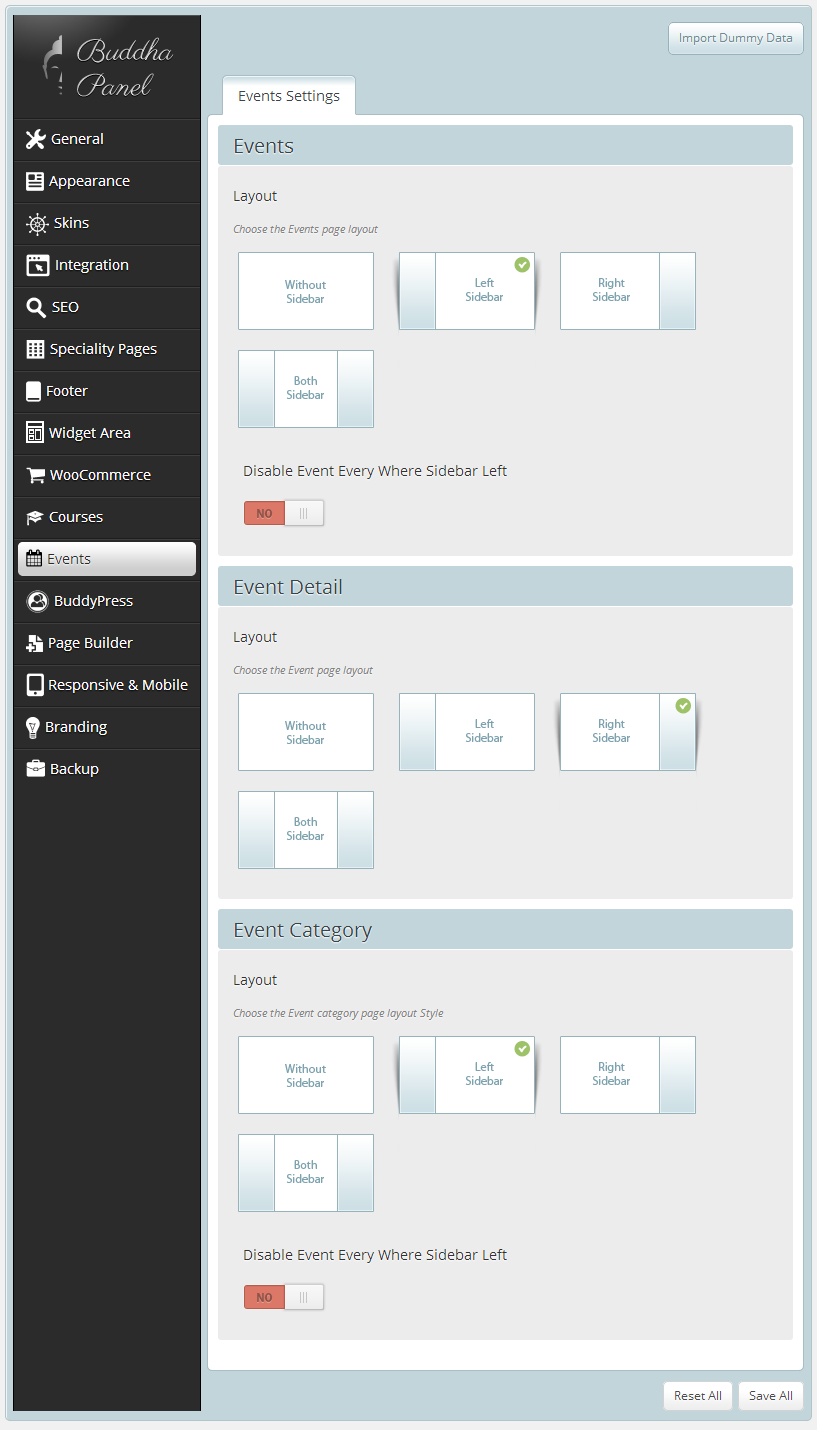 Buddha
Panel
Import Dummy Data
General
Appearance
Skins
Integration
SEO
Speciality Pages
Footer
Widget Area
WooCommerce
Courses
Events
BuddyPress
Page Builder
Responsive & Mobile
Branding
Backup
Events Settings
Events
Layout
Choose the Events page layout
Without
Sidebar
Left
Sidebar
Right
Sidebar
Both
Sidebar
Disable Event Every Where Sidebar Left
NO
Event Detail
Layout
Choose the Event page layout
Without
Sidebar
Left
Sidebar
Right
Sidebar
Both
Sidebar
Event Category
Layout
Choose the Event category page layout Style
Without
Sidebar
Left
Sidebar
Right
Sidebar
Both
Sidebar
Disable Event Every Where Sidebar Left
NO
Reset All
Save All